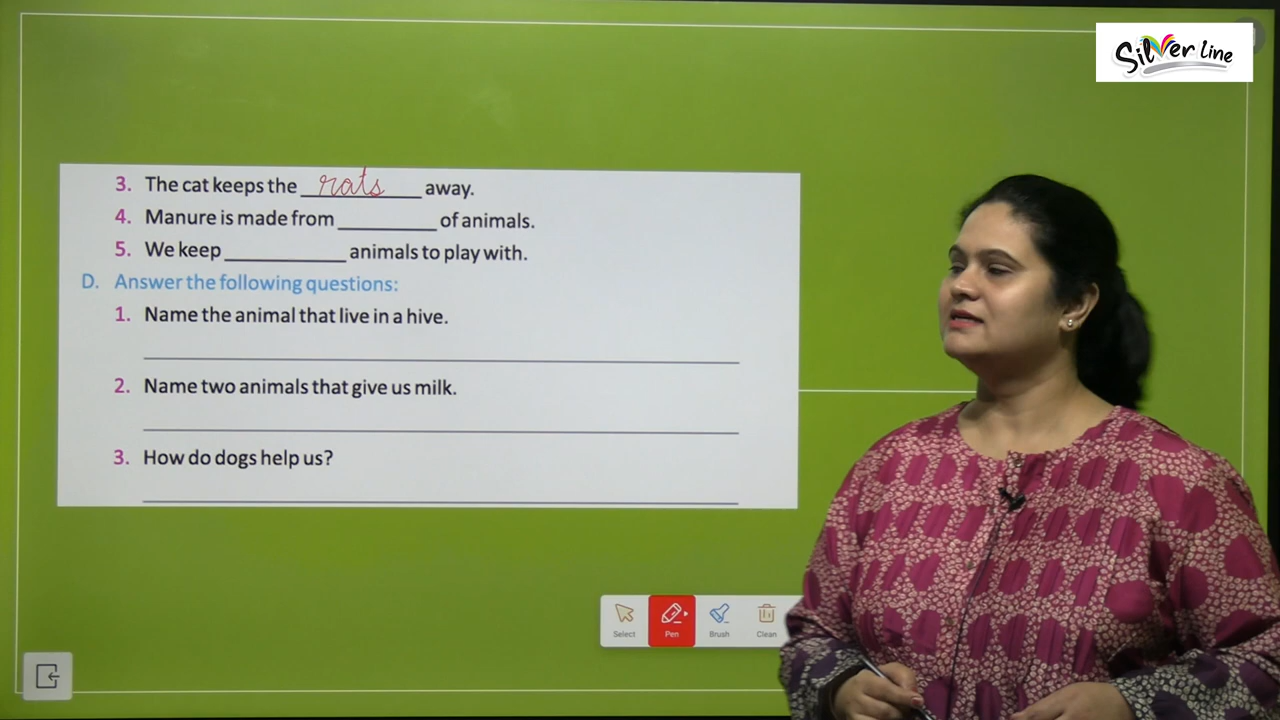 Silver line
3. The cat keeps the rats away.
4. Manure is made from __________ of animals.
5. We keep ____________ animals to play with.
D. Answer the following questions:
1. Name the animal that live in a hive.
2. Name two animals that give us milk.
3. How do dogs help us?
Select Pen Brush Clean